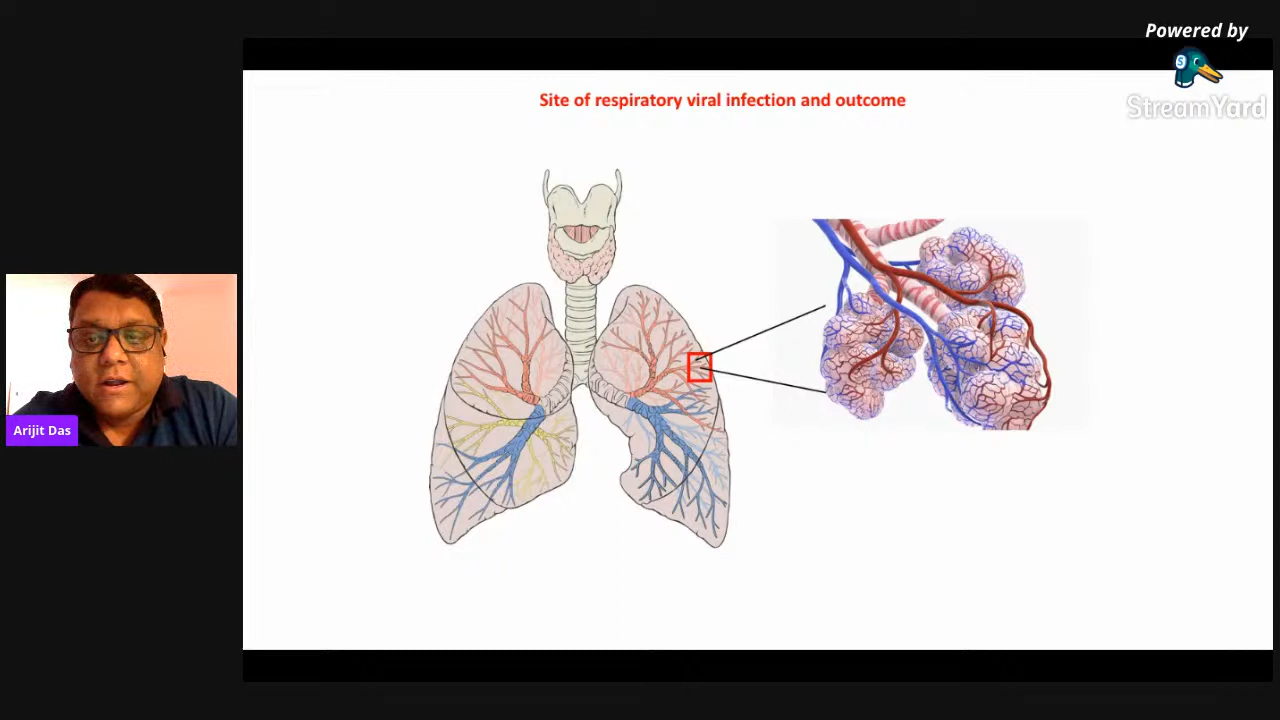 Powered by
S
StreamYard
Site of respiratory viral infection and outcome
Arijit Das